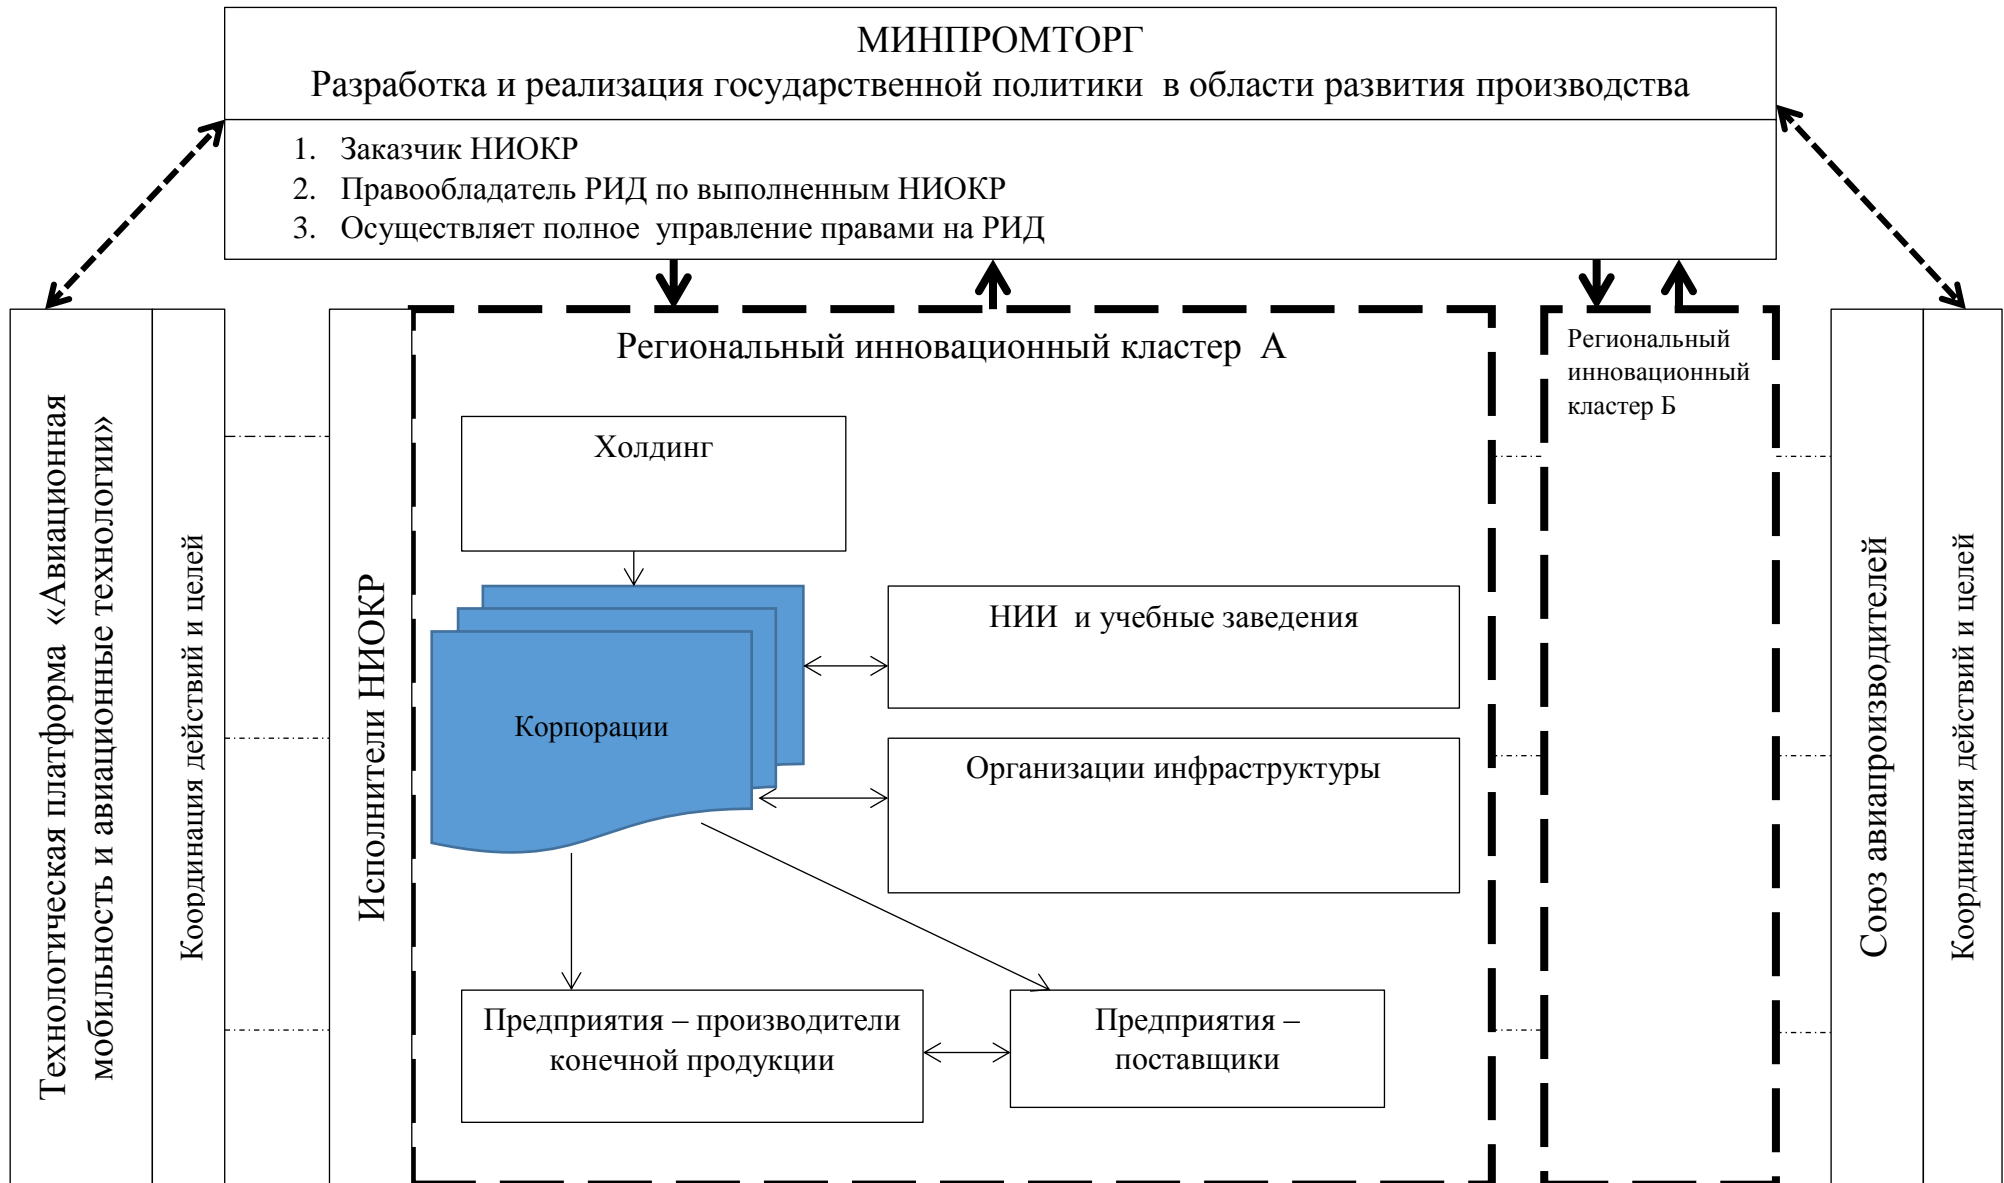 МИНПРОМТОРГ
Разработка и реализация государственной политики в области развития производства
1. Заказчик НИОКР
2. Правообладатель РИД по выполненным НИОКР
3. Осуществляет полное управление правами на РИД
Технологическая платформа «Авиационная
мобильность и авиационные технологии»
Координация действий и целей
Исполнители НИОКР
Региональный инновационный кластер А
Холдинг
Корпорации
НИИ и учебные заведения
Организации инфраструктуры
Предприятия – производители
конечной продукции
Предприятия –
поставщики
Региональный
инновационный
кластер Б
Союз авиапроизводителей
Координация действий и целей